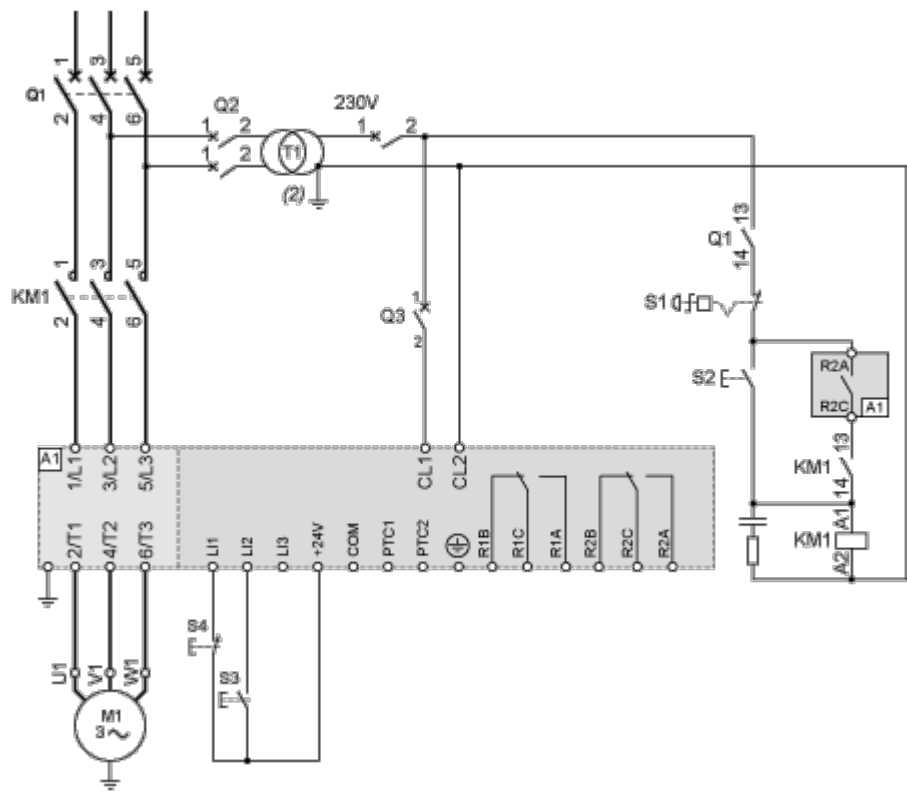 1 3 5
Q1
2 4 6
Q2
230V
1 2
1 2
1 2
T1
(2)
13
Q1
14
1 3 5
KM1
2 4 6
1
Q3
2
S1
S2
R2A
R2C A1
13
KM1
14
A1
KM1
A2
A1
1/L1 3/L2 5/L3 CL1 CL2
2/T1 4/T2 6/T3 LI1 LI2 LI3 +24V COM PTC1 PTC2 R1B R1C R1A R2B R2C R2A
S4
S3
U1 V1 W1
M1
3 ~